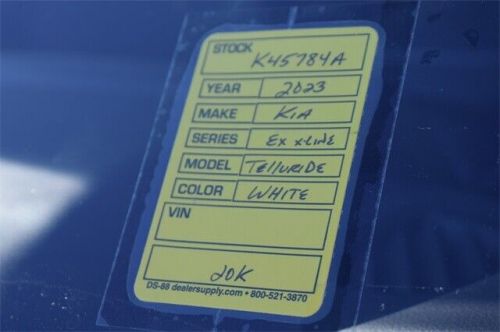 STOCK K45784A
YEAR 2023
MAKE KIA
SERIES EX X-LINE
MODEL TEllURIDE
COLOR WHITE
VIN
20K
DS-88 dealersupply.com • 800-521-3870